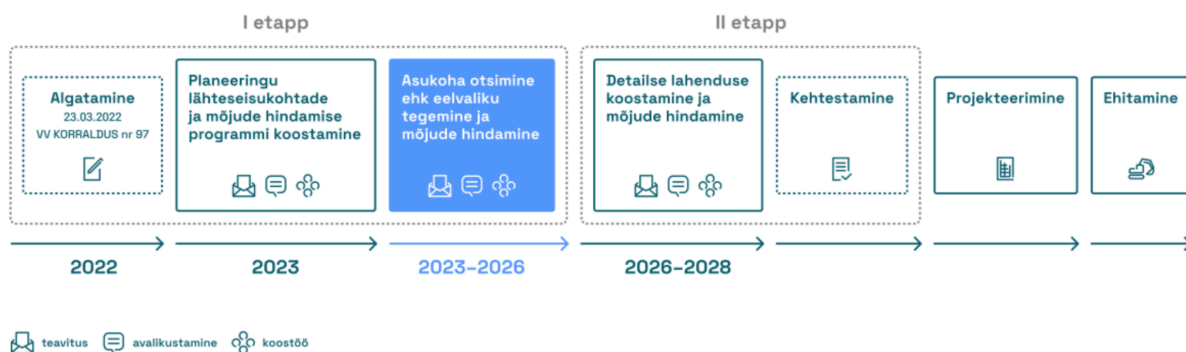 I etapp
II etapp
Algatamine
23.03.2022
VV KORRALDUS nr 97
Planeeringu
lähteseisukohtade
ja mõjude hindamise
programmi koostamine
Asukoha otsimine
ehk eelvaliku
tegemine ja
mõjude hindamine
Detailse lahenduse
koostamine ja
mõjude hindamine
Kehtestamine
Projekteerimine
Ehitamine
2022
2023
2023–2026
2026–2028
teavitus
avalikustamine
koostöö